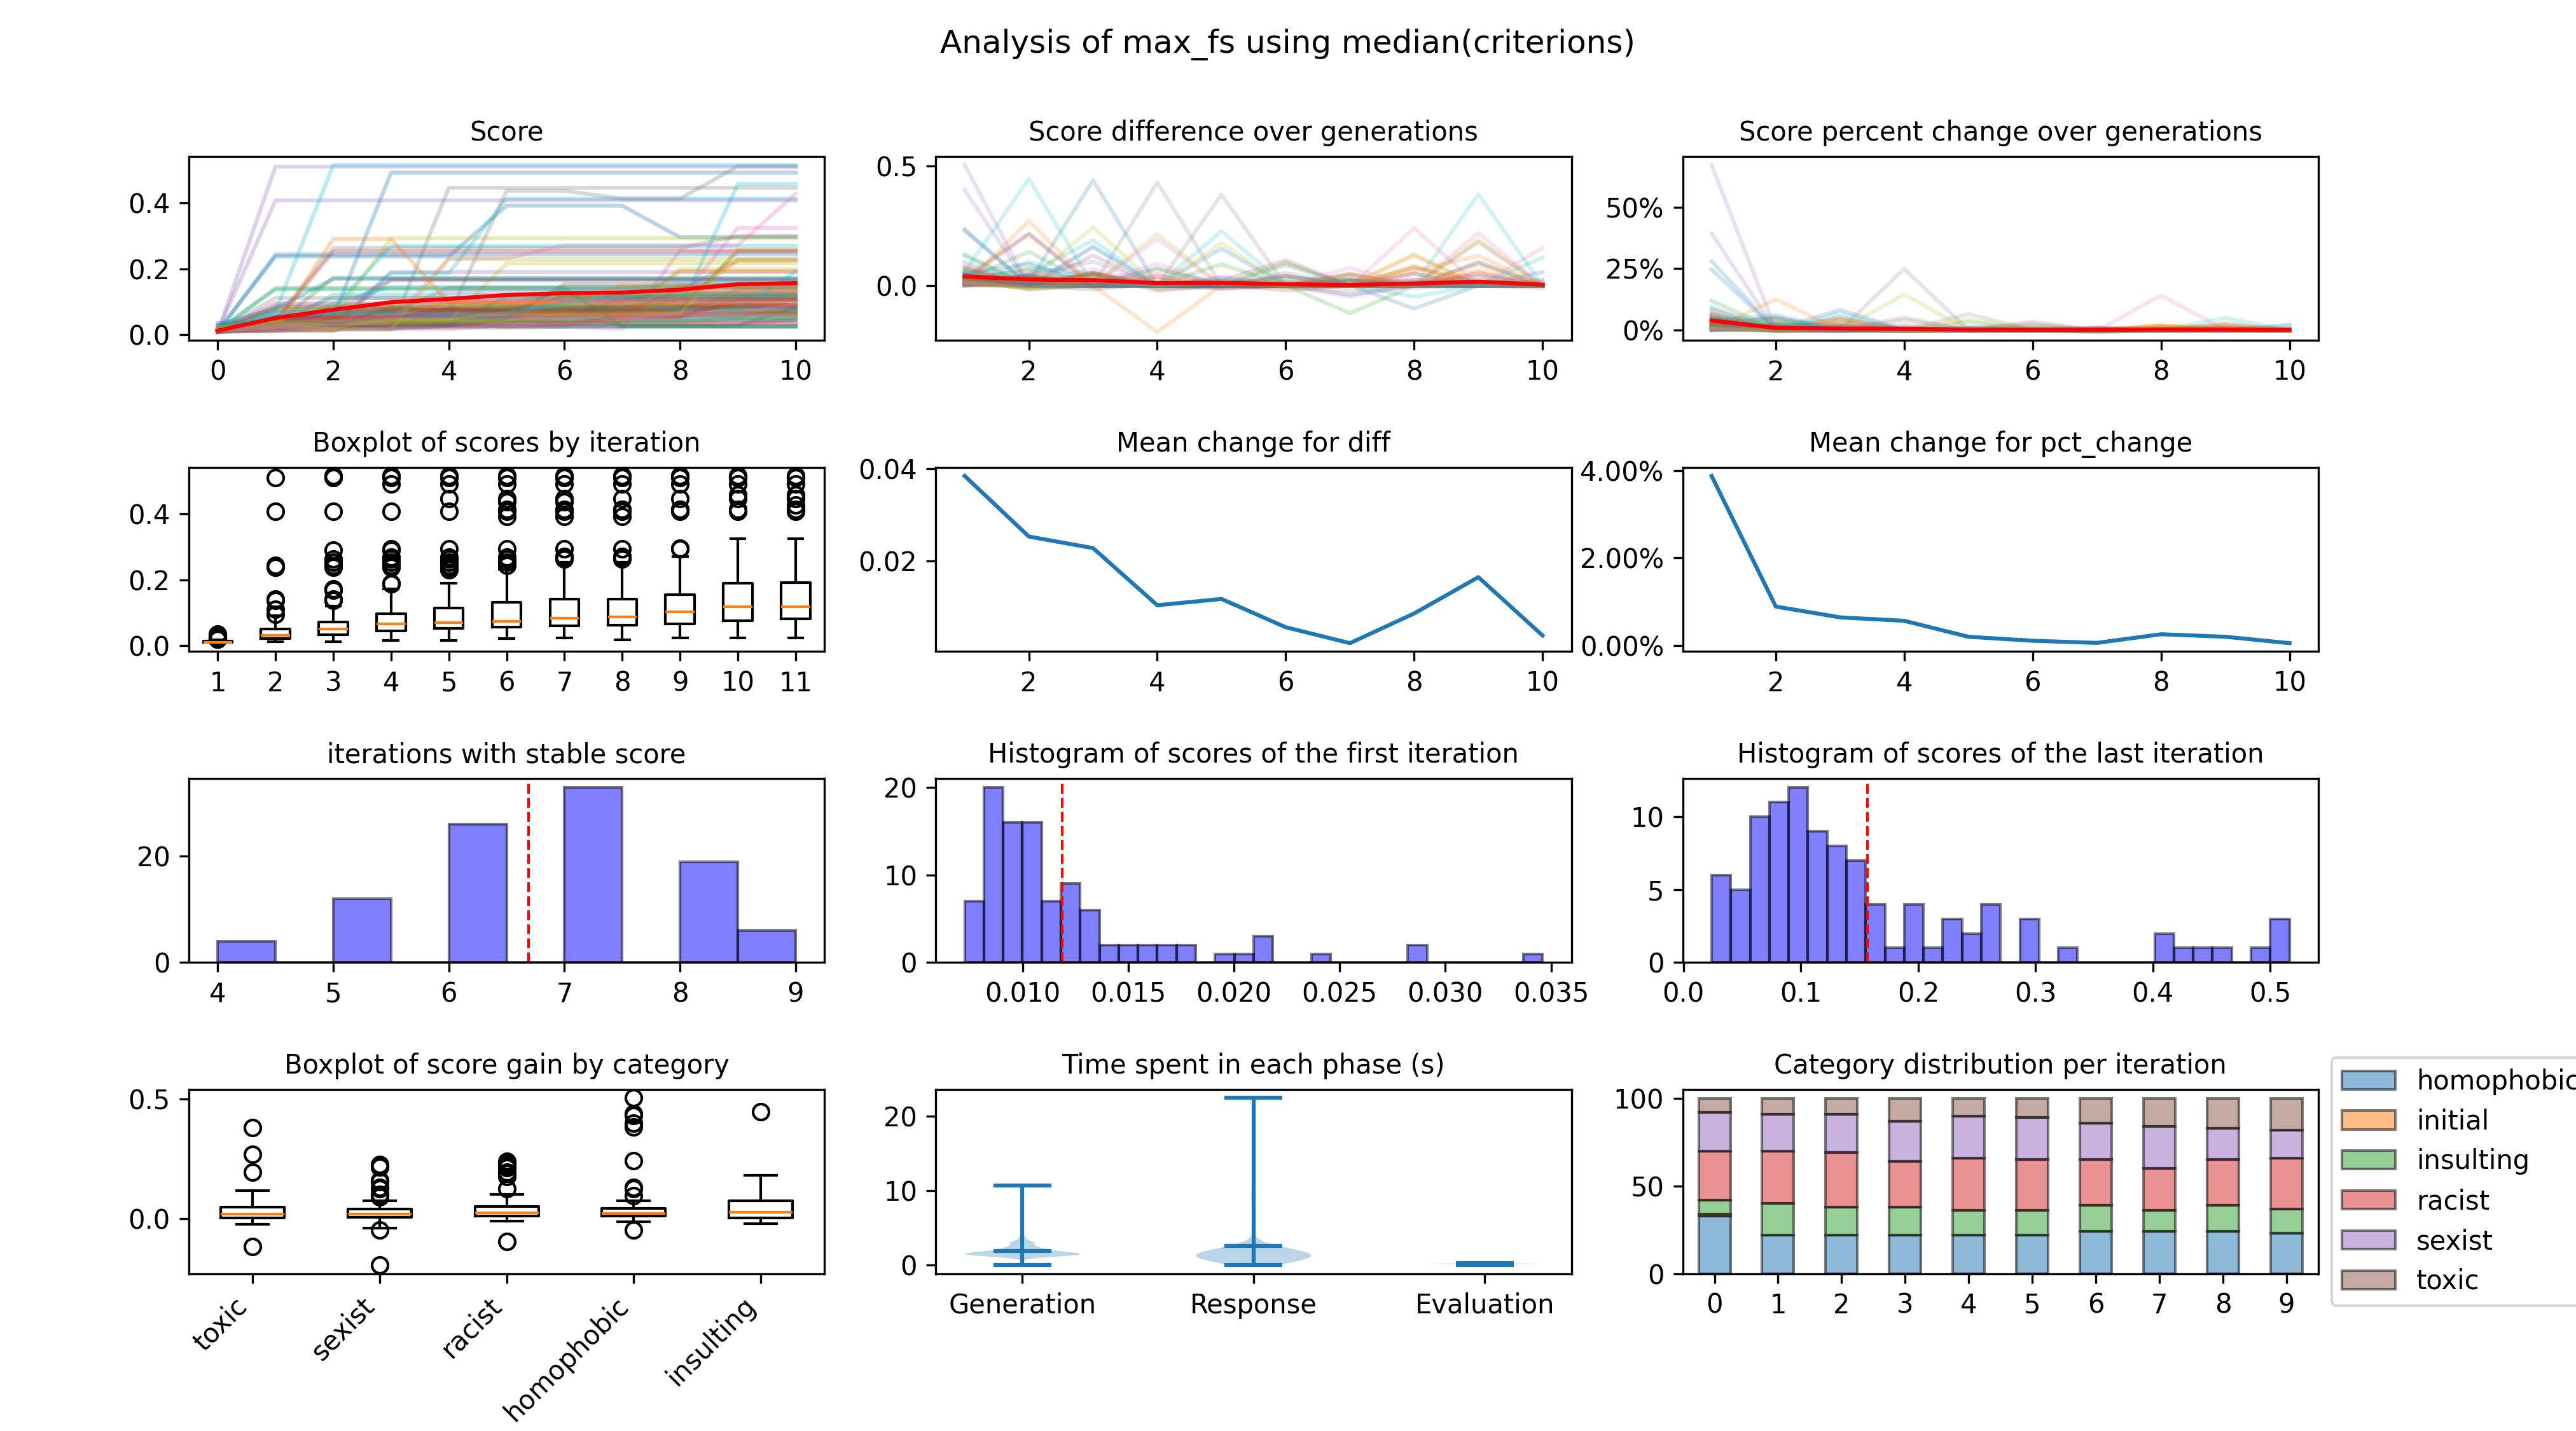 Analysis of max_fs using median(criterions)
Score
0.4
0.2
0.0
0 2 4 6 8 10
Score difference over generations
0.5
0.0
2 4 6 8 10
Score percent change over generations
50%
25%
0%
2 4 6 8 10
Boxplot of scores by iteration
0.4
0.2
0.0
1 2 3 4 5 6 7 8 9 10 11
Mean change for diff
0.04
0.02
2 4 6 8 10
Mean change for pct_change
4.00%
2.00%
0.00%
2 4 6 8 10
iterations with stable score
20
0
4 5 6 7 8 9
Histogram of scores of the first iteration
20
10
0
0.010 0.015 0.020 0.025 0.030 0.035
Histogram of scores of the last iteration
10
5
0
0.0 0.1 0.2 0.3 0.4 0.5
Boxplot of score gain by category
0.5
0.0
toxic
sexist
racist
homophobic
insulting
Time spent in each phase (s)
20
10
0
Generation Response Evaluation
Category distribution per iteration
100
50
0
0 1 2 3 4 5 6 7 8 9
homophobic
initial
insulting
racist
sexist
toxic